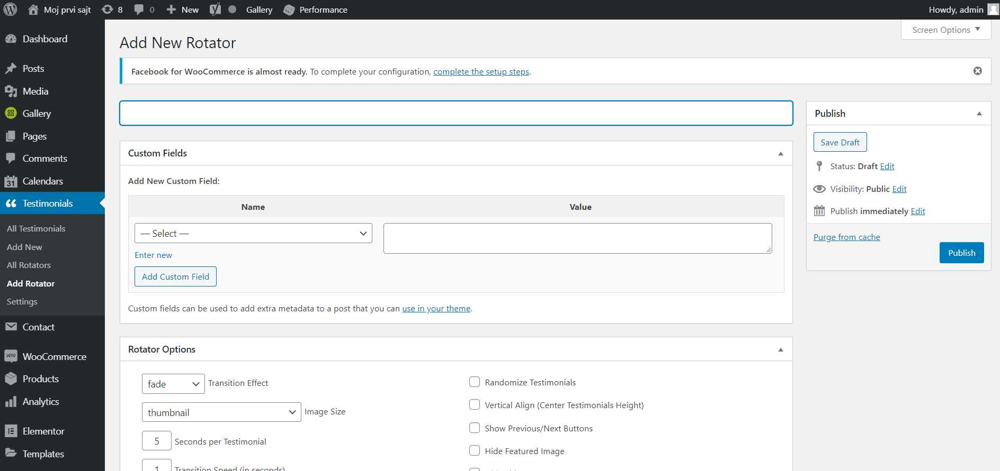 Moj prvi sajt 8 0 New Gallery Performance Howdy, admin
Screen Options
Dashboard
Posts
Media
Gallery
Pages
Comments
31 Calendars
Testimonials
All Testimonials
Add New
All Rotators
Add Rotator
Settings
Contact
WOO WooCommerce
Products
Analytics
Elementor
Templates
Add New Rotator
Facebook for WooCommerce is almost ready. To complete your configuration, complete the setup steps.
Custom Fields
Add New Custom Field:
Name Value
— Select —
Enter new
Add Custom Field
Custom fields can be used to add extra metadata to a post that you can use in your theme.
Rotator Options
fade Transition Effect
thumbnail Image Size
5 Seconds per Testimonial
1 Transition Speed (in seconds)
Randomize Testimonials
Vertical Align (Center Testimonials Height)
Show Previous/Next Buttons
Hide Featured Image
Publish
Save Draft
Status: Draft Edit
Visibility: Public Edit
Publish immediately Edit
Purge from cache
Publish